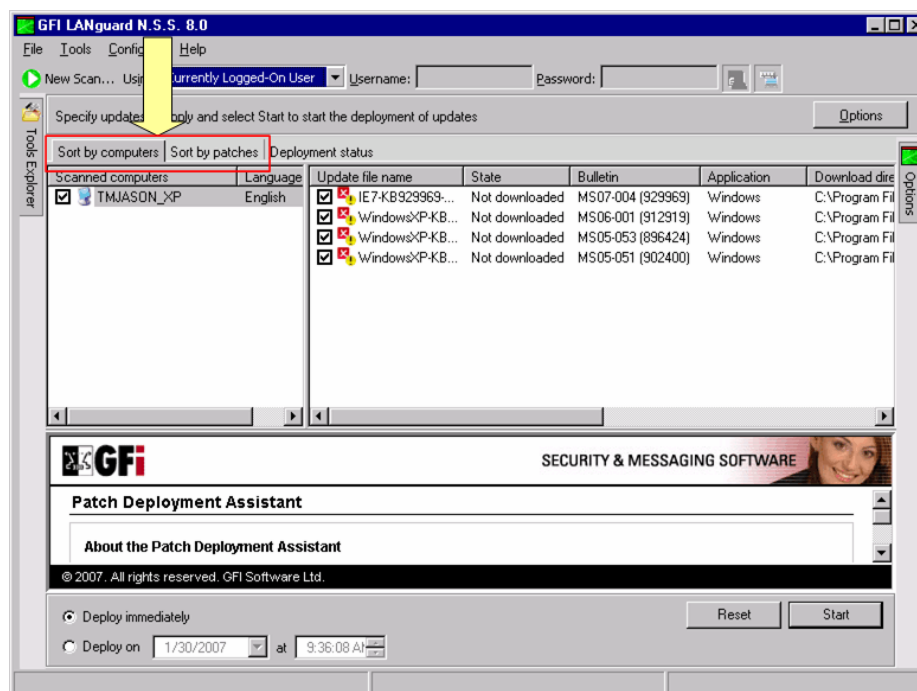 GFI LANguard N.S.S. 8.0
File Tools Help
New Scan... Currently Logged-On User Username: Password:
Specify and select Start to start the deployment of updates Options
Tools Explorer
Sort by computers Sort by patches Deployment status
Options
Scanned computers Language Update file name State Bulletin Application Download dire
TMJASON_XP English IE7-KB929969-... Not downloaded MS07-004 (929969) Windows C:\Program Fil
WindowsXP-KB... Not downloaded MS06-001 (912919) Windows C:\Program Fil
WindowsXP-KB... Not downloaded MS05-053 (896424) Windows C:\Program Fil
WindowsXP-KB... Not downloaded MS05-051 (902400) Windows C:\Program Fil
GFi SECURITY & MESSAGING SOFTWARE
Patch Deployment Assistant
About the Patch Deployment Assistant
© 2007. All rights reserved. GFI Software Ltd.
Deploy immediately Reset Start
Deploy on 1/30/2007 at 9:36:08 AM